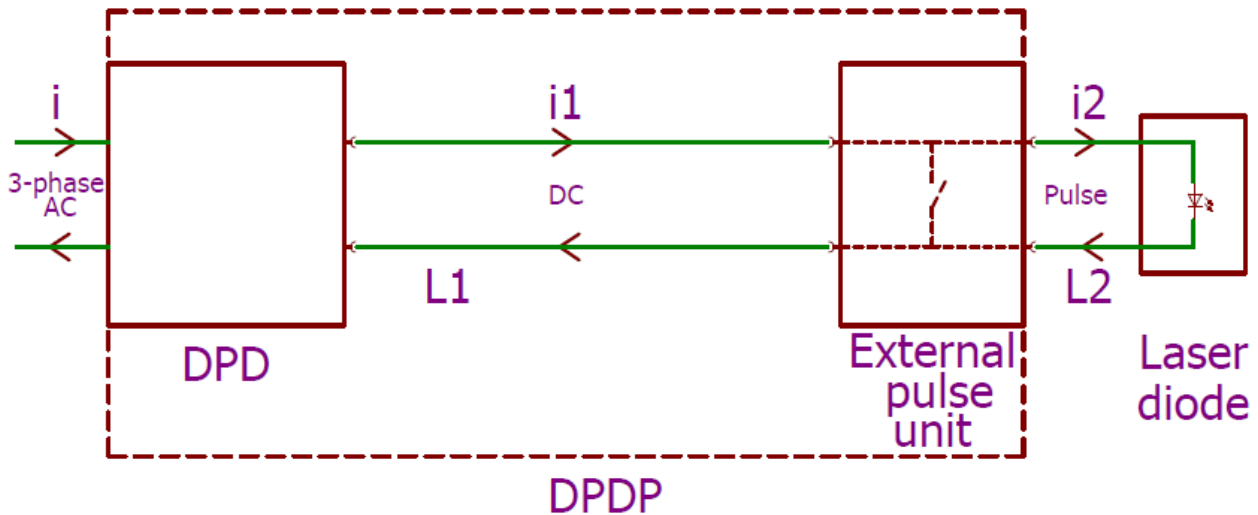 i
i1
i2
3-phase
AC
DC
Pulse
L1
L2
DPD
External
pulse
unit
Laser
diode
DPDP